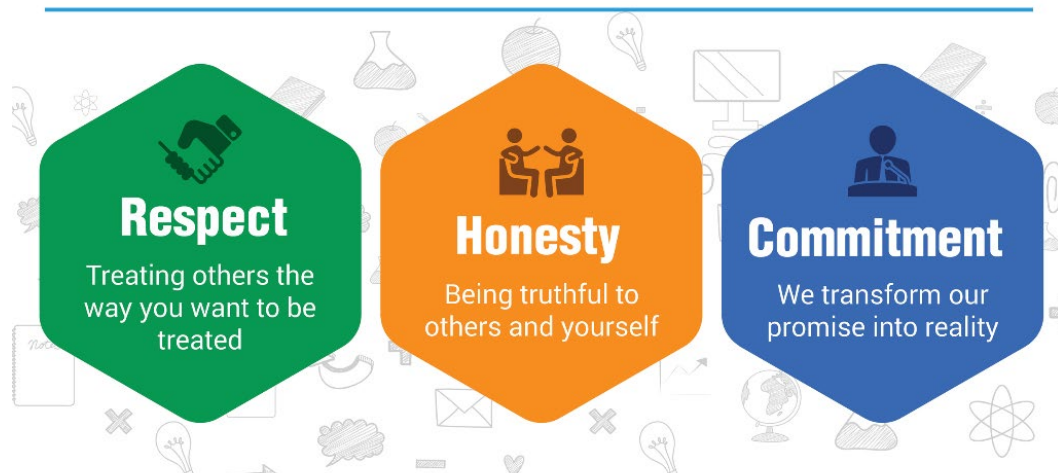 Respect
Treating others the
way you want to be
treated
Honesty
Being truthful to
others and yourself
Commitment
We transform our
promise into reality